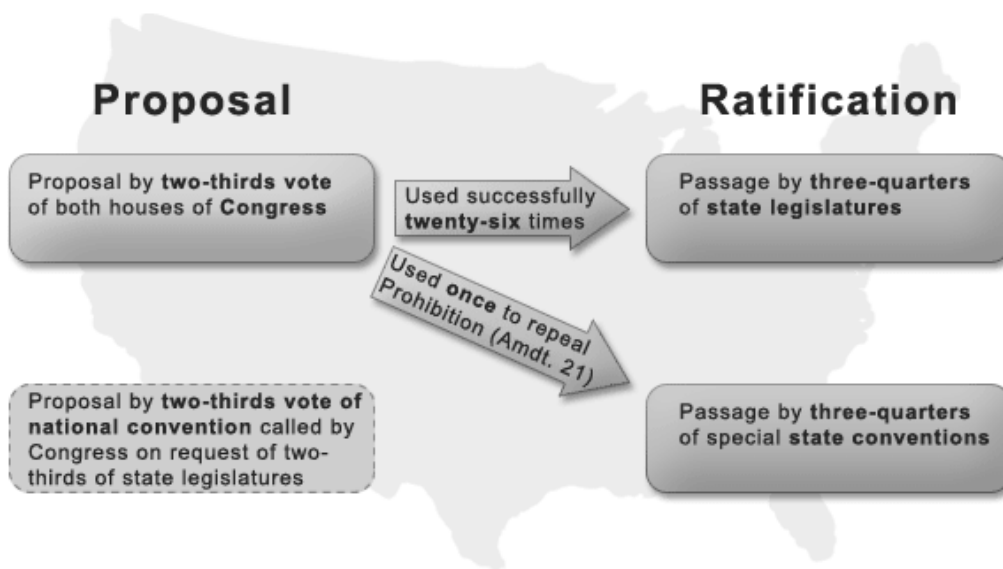 Proposal
Ratification
Proposal by two-thirds vote
of both houses of Congress
Used successfully
twenty-six times
Passage by three-quarters
of state legislatures
Used once to repeal
Prohibition (Amdt. 21)
Proposal by two-thirds vote of
national convention called by
Congress on request of two-
thirds of state legislatures
Passage by three-quarters
of special state conventions